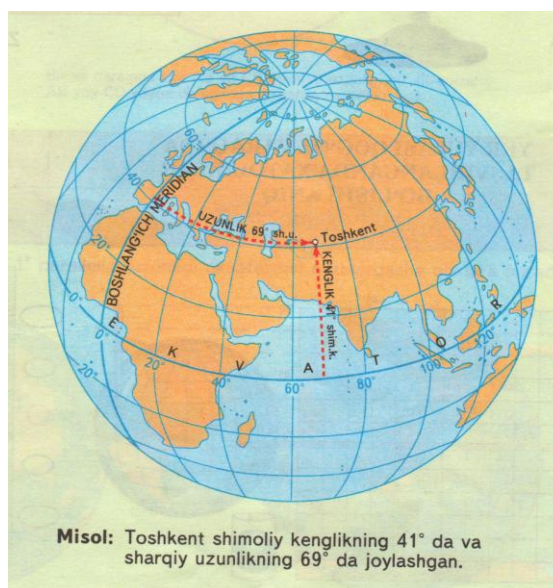 60°
40°
20°
0°
-20°
BOSHLANG'ICH MERIDIAN
UZUNLIK 69° sh.u.
Toshkent
KENGLIK 41° shim.k.
E K V A T O R
20°
40°
60°
80°
100°
120°
Misol: Toshkent shimoliy kenglikning 41° da va
sharqiy uzunlikning 69° da joylashgan.